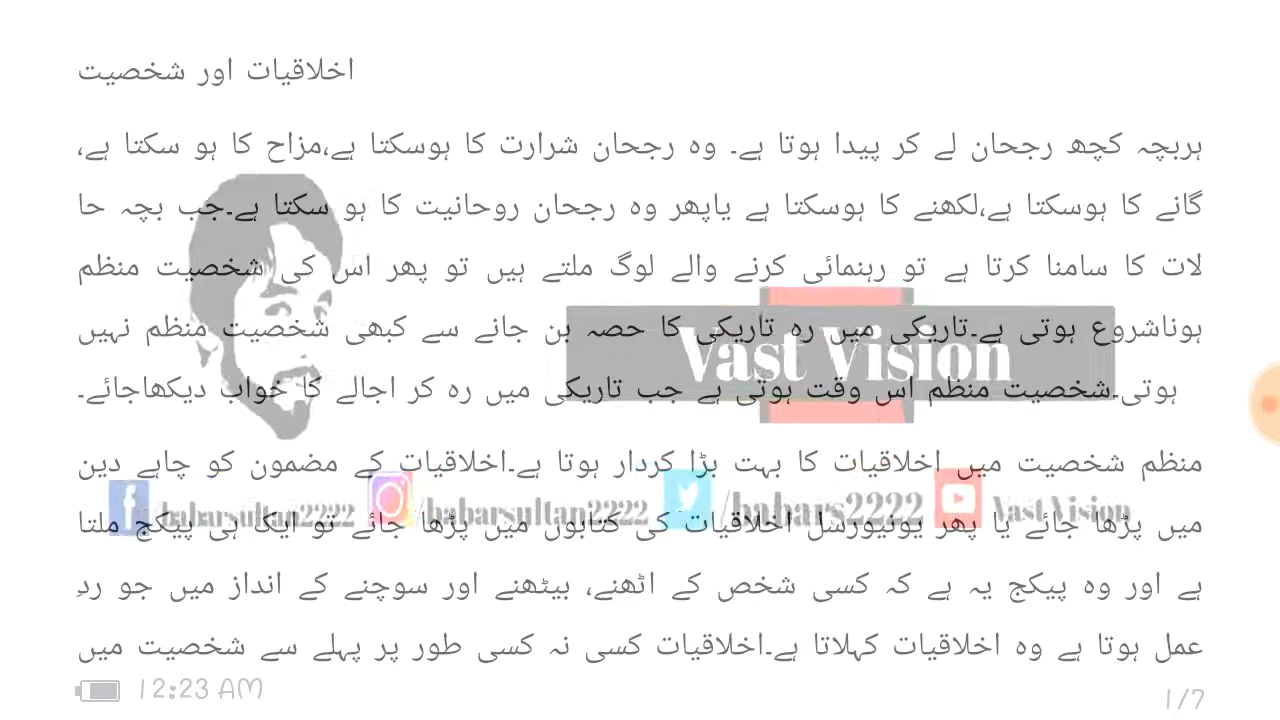 اخلاقیات اور شخصیت
ہربچہ کچھ رجحان لے کر پیدا ہوتا ہے۔ وہ رجحان شرارت کا ہوسکتا ہے،مزاح کا ہو سکتا ہے،
گانے کا ہوسکتا ہے،لکھنے کا ہوسکتا ہے یاپھر وہ رجحان روحانیت کا ہو سکتا ہے۔جب بچہ حا
لات کا سامنا کرتا ہے تو رہنمائی کرنے والے لوگ ملتے ہیں تو پھر اس کی شخصیت منظم
ہوناشروع ہوتی ہے۔تاریکی میں رہ تاریکی کا حصہ بن جانے سے کبھی شخصیت منظم نہیں
Vast Vision
ہوتی۔شخصیت منظم اس وقت ہوتی ہے جب تاریکی میں رہ کر اجالے کا خواب دیکھاجائے۔
منظم شخصیت میں اخلاقیات کا بہت بڑا کردار ہوتا ہے۔اخلاقیات کے مضمون کو چاہے دین
/babarsultan2222 /babarsultan2222 /babars2222 Vast Vision
میں پڑھا جائے یا پھر یونیورسل اخلاقیات کی کتابوں میں پڑھا جائے تو ایک ہی پیکج ملتا
ہے اور وہ پیکج یہ ہے کہ کسی شخص کے اٹھنے، بیٹھنے اور سوچنے کے انداز میں جو ردِ
عمل ہوتا ہے وہ اخلاقیات کہلاتا ہے۔اخلاقیات کسی نہ کسی طور پر پہلے سے شخصیت میں
12:23 AM 1/7